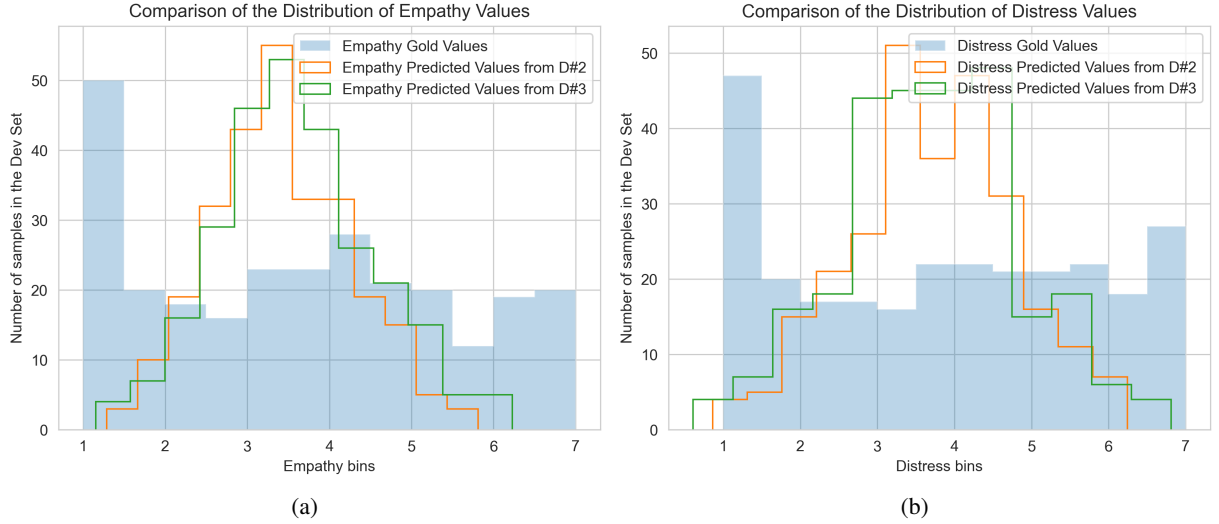 Comparison of the Distribution of Empathy Values
Empathy Gold Values
Empathy Predicted Values from D#2
Empathy Predicted Values from D#3
Number of samples in the Dev Set
50
40
30
20
10
0
1 2 3 4 5 6 7
Empathy bins
(a)
Comparison of the Distribution of Distress Values
Distress Gold Values
Distress Predicted Values from D#2
Distress Predicted Values from D#3
Number of samples in the Dev Set
50
40
30
20
10
0
1 2 3 4 5 6 7
Distress bins
(b)